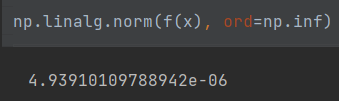 np.linalg.norm(f(x), ord=np.inf)
4.93910109788942e-06